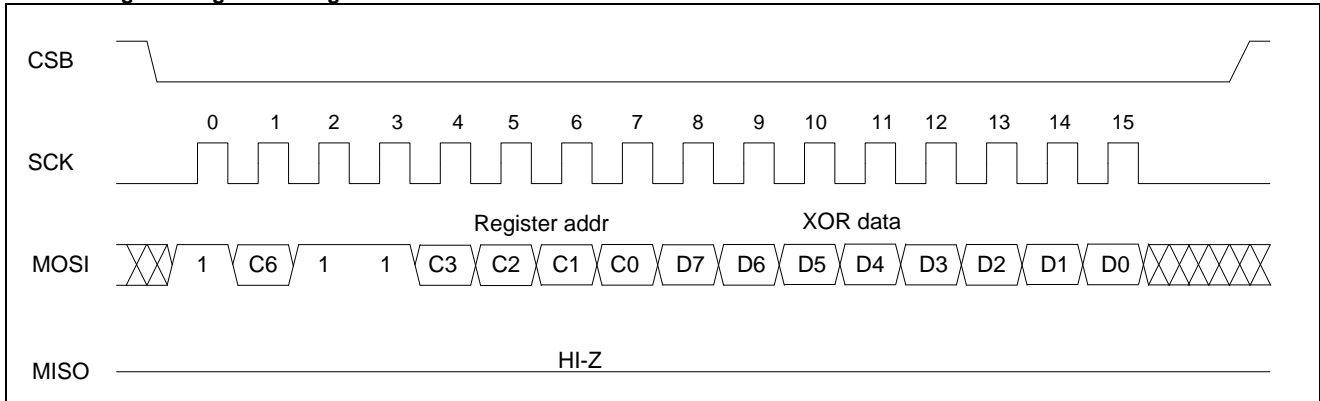 CSB
0 1 2 3 4 5 6 7 8 9 10 11 12 13 14 15
SCK
Register addr XOR data
MOSI 1 C6 1 1 C3 C2 C1 C0 D7 D6 D5 D4 D3 D2 D1 D0
HI-Z
MISO